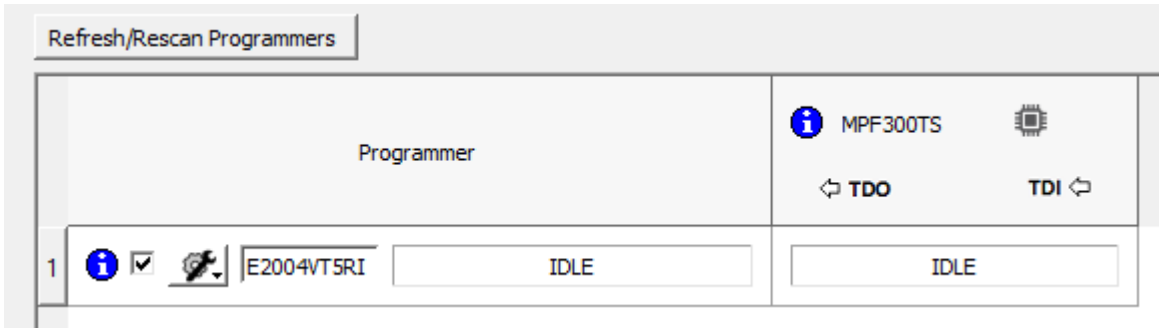 Refresh/Rescan Programmers
Programmer
MPF300TS
TDO TDI
1 E2004VT5RI IDLE IDLE